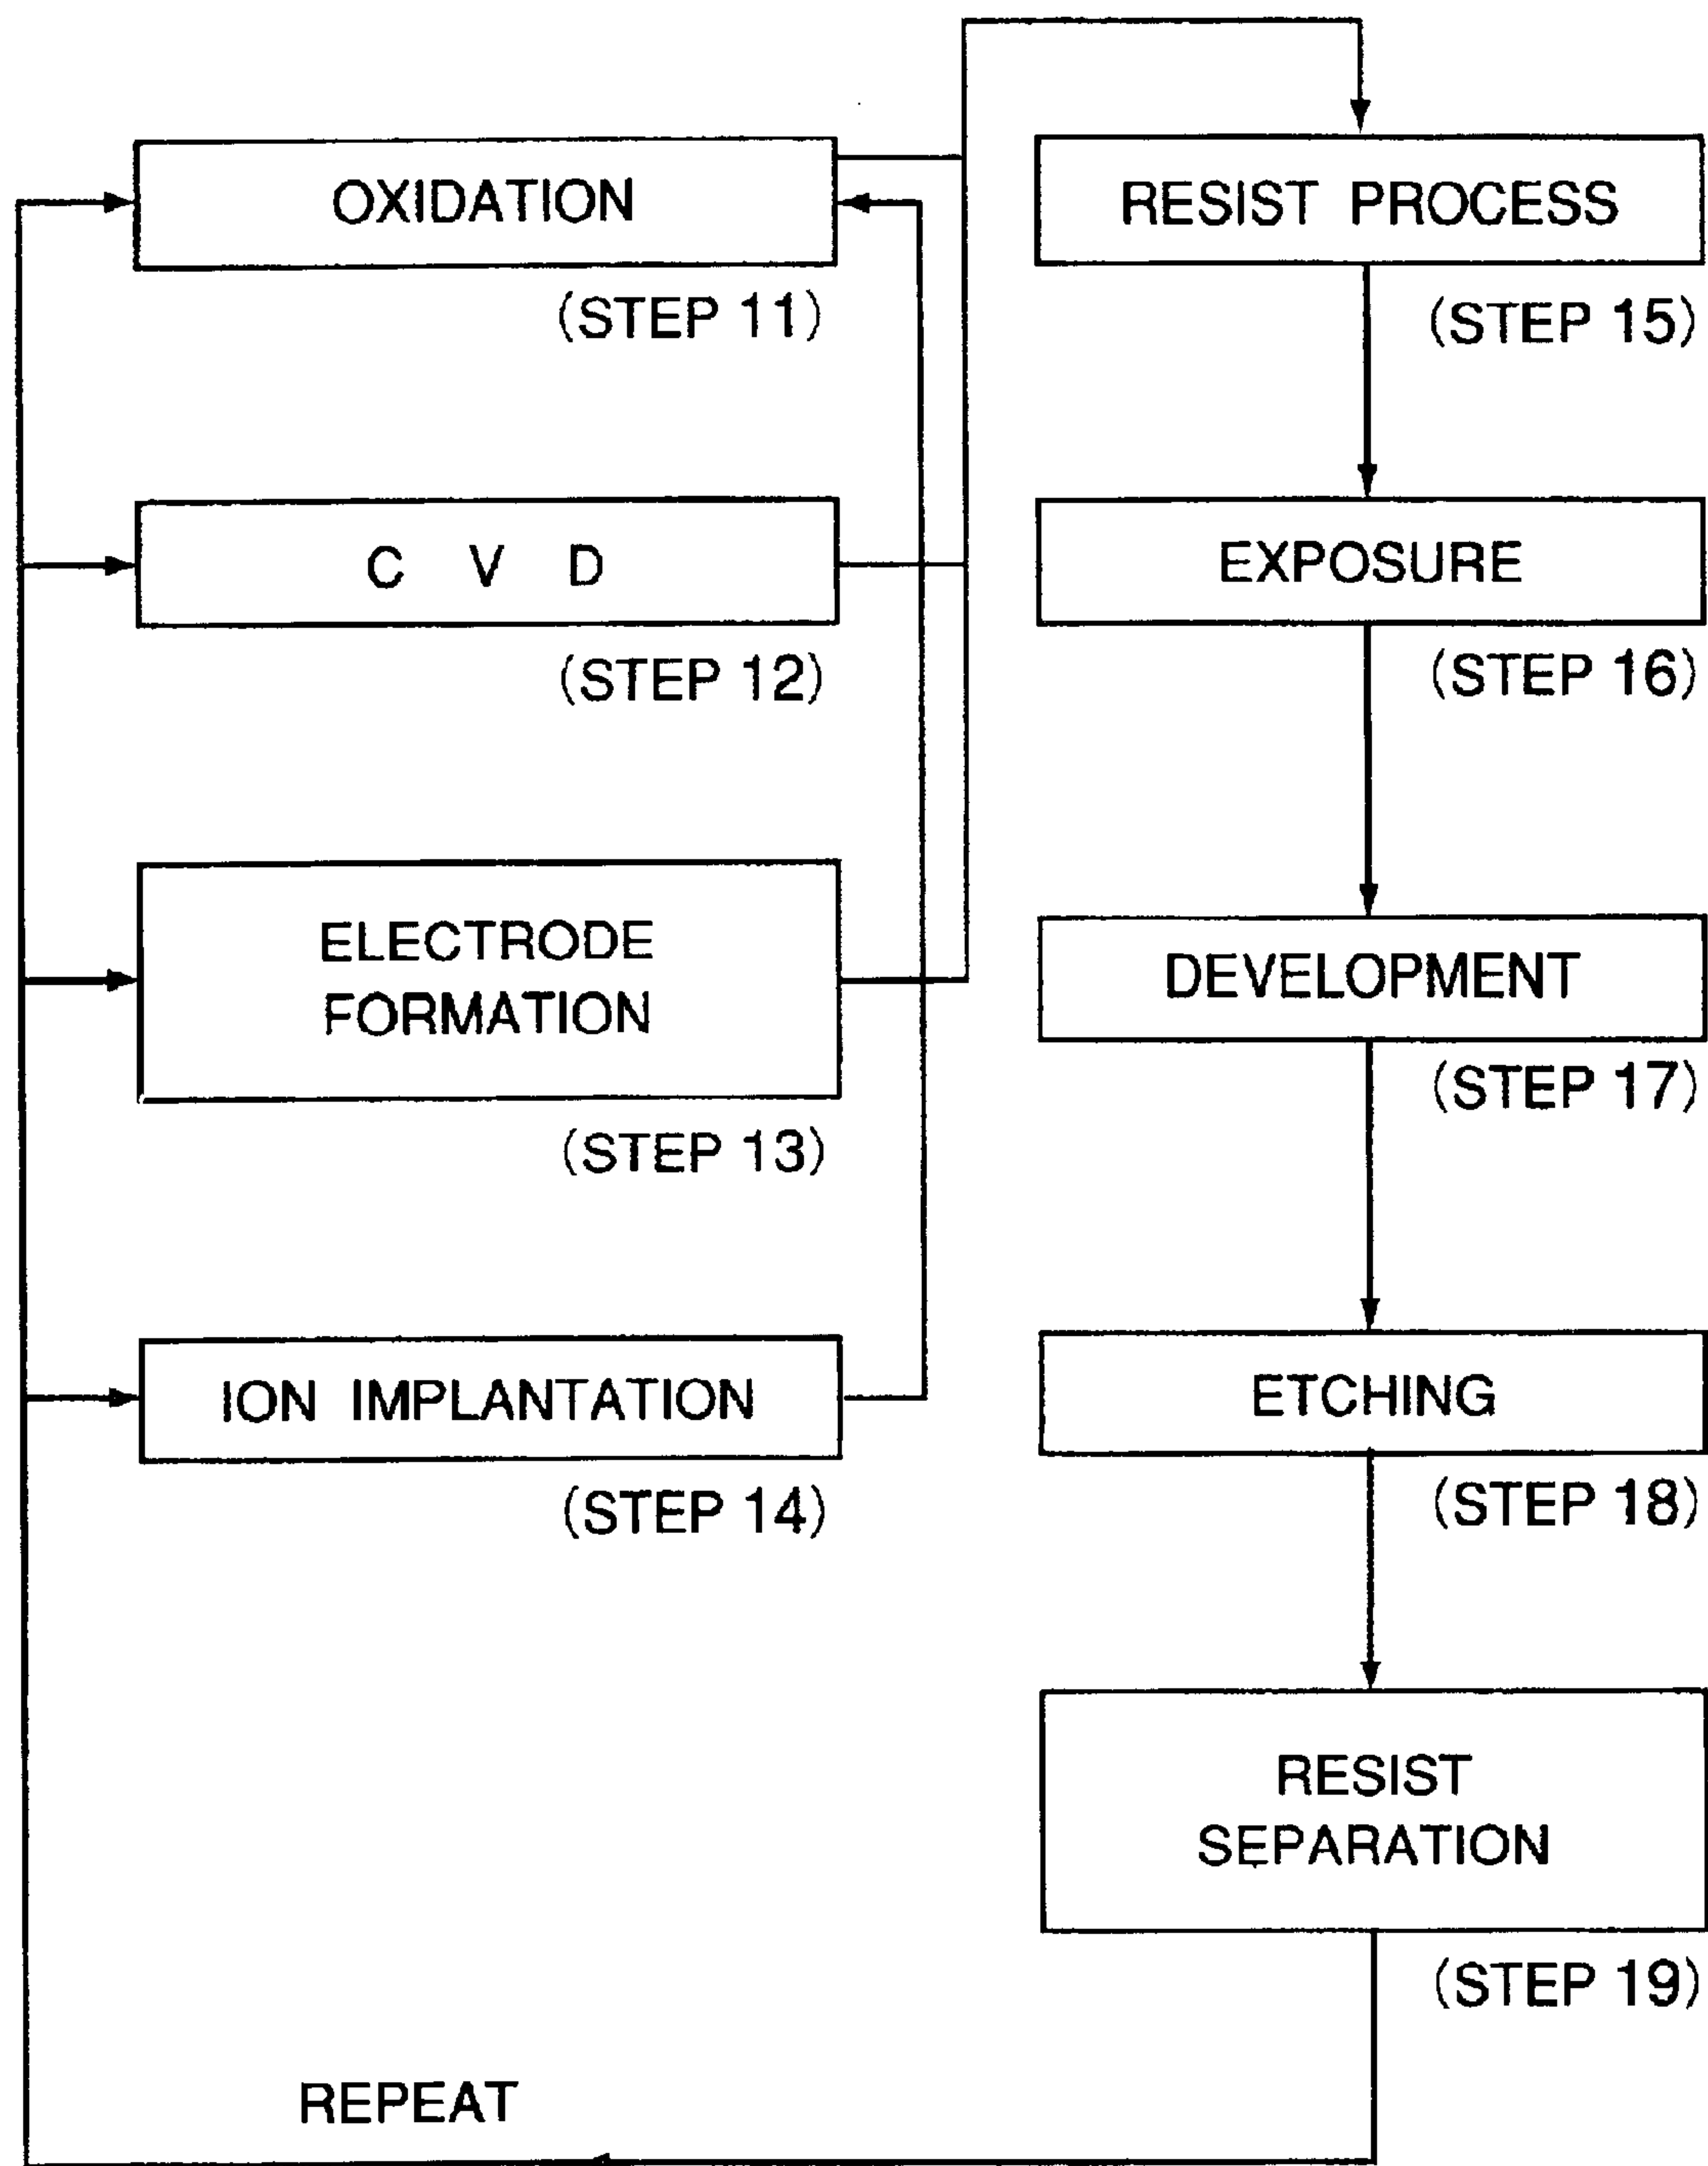 OXIDATION
(STEP 11)
C V D
(STEP 12)
ELECTRODE
FORMATION
(STEP 13)
ION IMPLANTATION
(STEP 14)
RESIST PROCESS
(STEP 15)
EXPOSURE
(STEP 16)
DEVELOPMENT
(STEP 17)
ETCHING
(STEP 18)
RESIST
SEPARATION
(STEP 19)
REPEAT